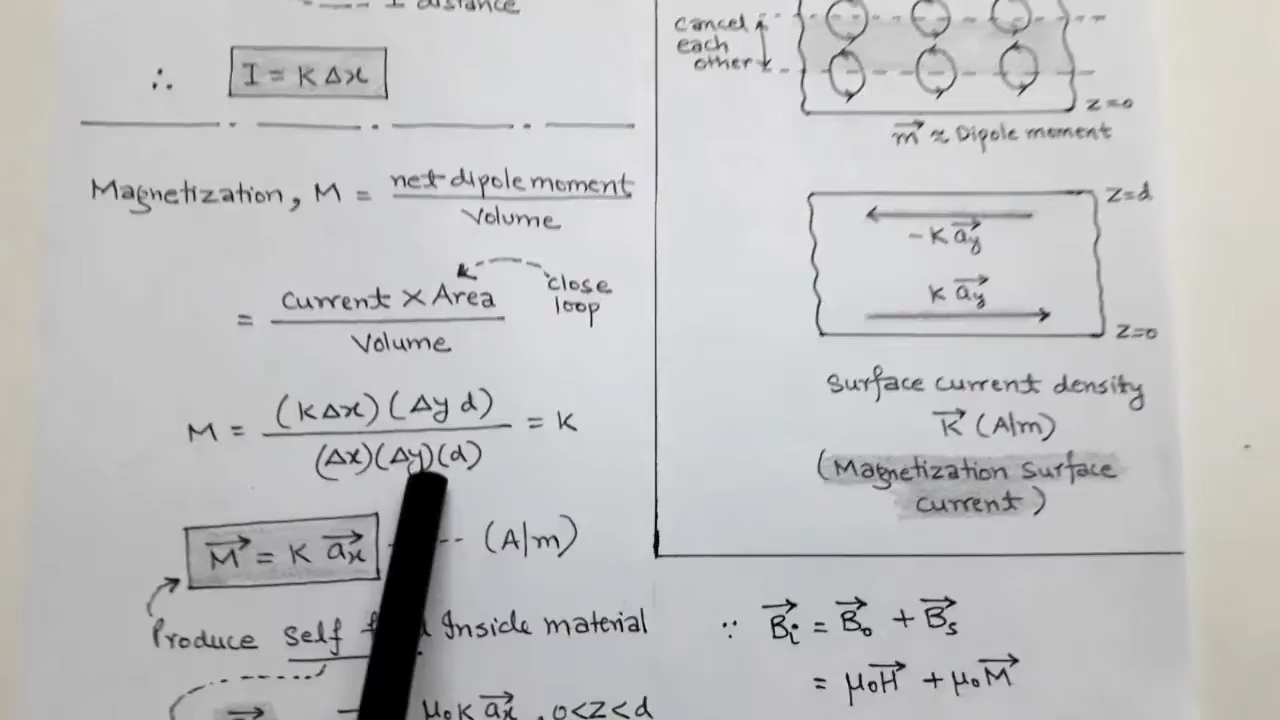 I distance
∴ I = K Δx
Magnetization, M = net dipole moment / Volume
= Current × Area / Volume
close
loop
M = (KΔx)(Δy d) / (Δx)(Δy)(d) = K
M⃗ = K a⃗x ---- (A/m)
Produce self Inside material
μ₀K a⃗x , 0<z<d
cancel
each
other
z=0
m⃗ ≈ Dipole moment
z=d
-K a⃗y
K a⃗y
z=0
Surface current density
K⃗ (A/m)
(Magnetization Surface
current)
∵ B⃗i = B⃗o + B⃗s
= μ₀H⃗ + μ₀M⃗